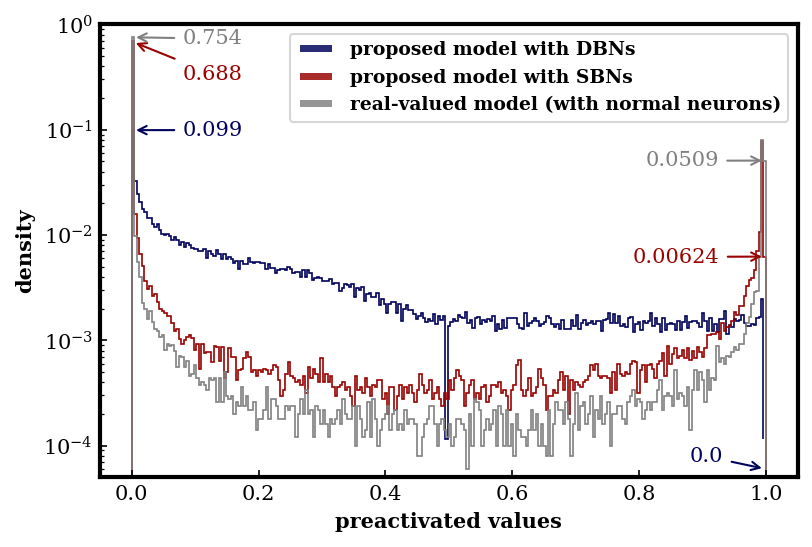 10⁰
10⁻¹
10⁻²
10⁻³
10⁻⁴
density
0.754
0.688
0.099
proposed model with DBNs
proposed model with SBNs
real-valued model (with normal neurons)
0.0509
0.00624
0.0
0.0 0.2 0.4 0.6 0.8 1.0
preactivated values